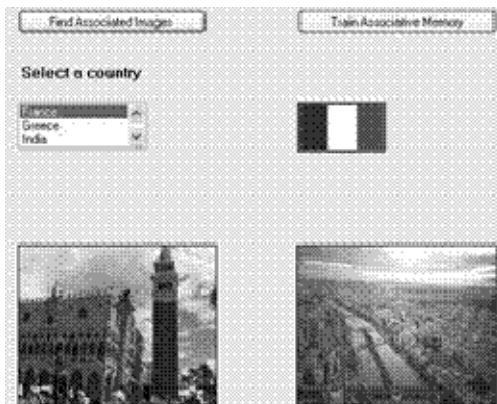 Find Associated Images
Train Associative Memory
Select a country
France
Greece
India